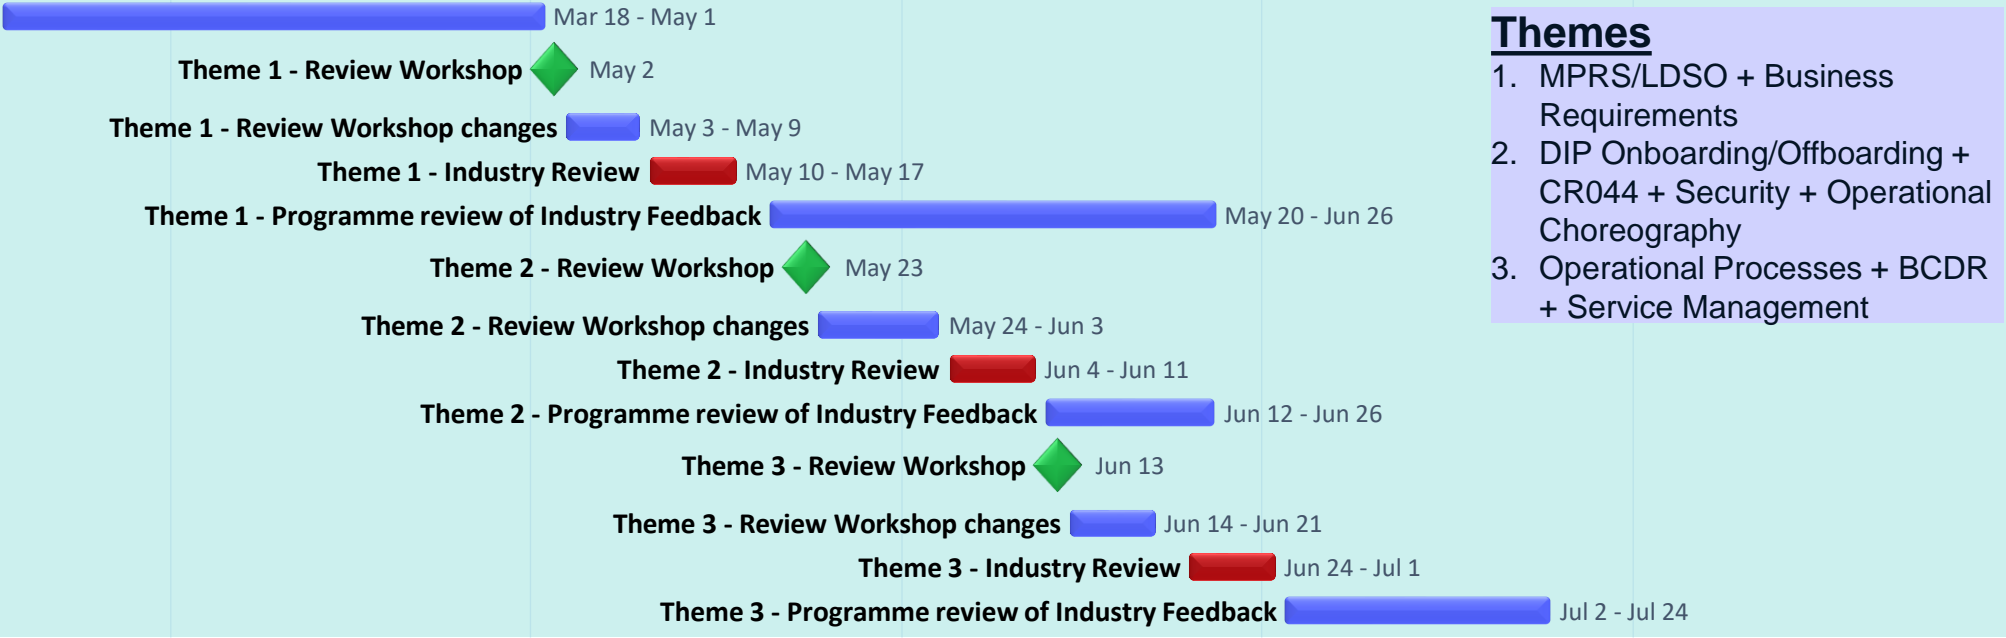 Mar 18 - May 1
Theme 1 - Review Workshop May 2
Theme 1 - Review Workshop changes May 3 - May 9
Theme 1 - Industry Review May 10 - May 17
Theme 1 - Programme review of Industry Feedback May 20 - Jun 26
Theme 2 - Review Workshop May 23
Theme 2 - Review Workshop changes May 24 - Jun 3
Theme 2 - Industry Review Jun 4 - Jun 11
Theme 2 - Programme review of Industry Feedback Jun 12 - Jun 26
Theme 3 - Review Workshop Jun 13
Theme 3 - Review Workshop changes Jun 14 - Jun 21
Theme 3 - Industry Review Jun 24 - Jul 1
Theme 3 - Programme review of Industry Feedback Jul 2 - Jul 24
Themes
1. MPRS/LDSO + Business
Requirements
2. DIP Onboarding/Offboarding +
CR044 + Security + Operational
Choreography
3. Operational Processes + BCDR
+ Service Management